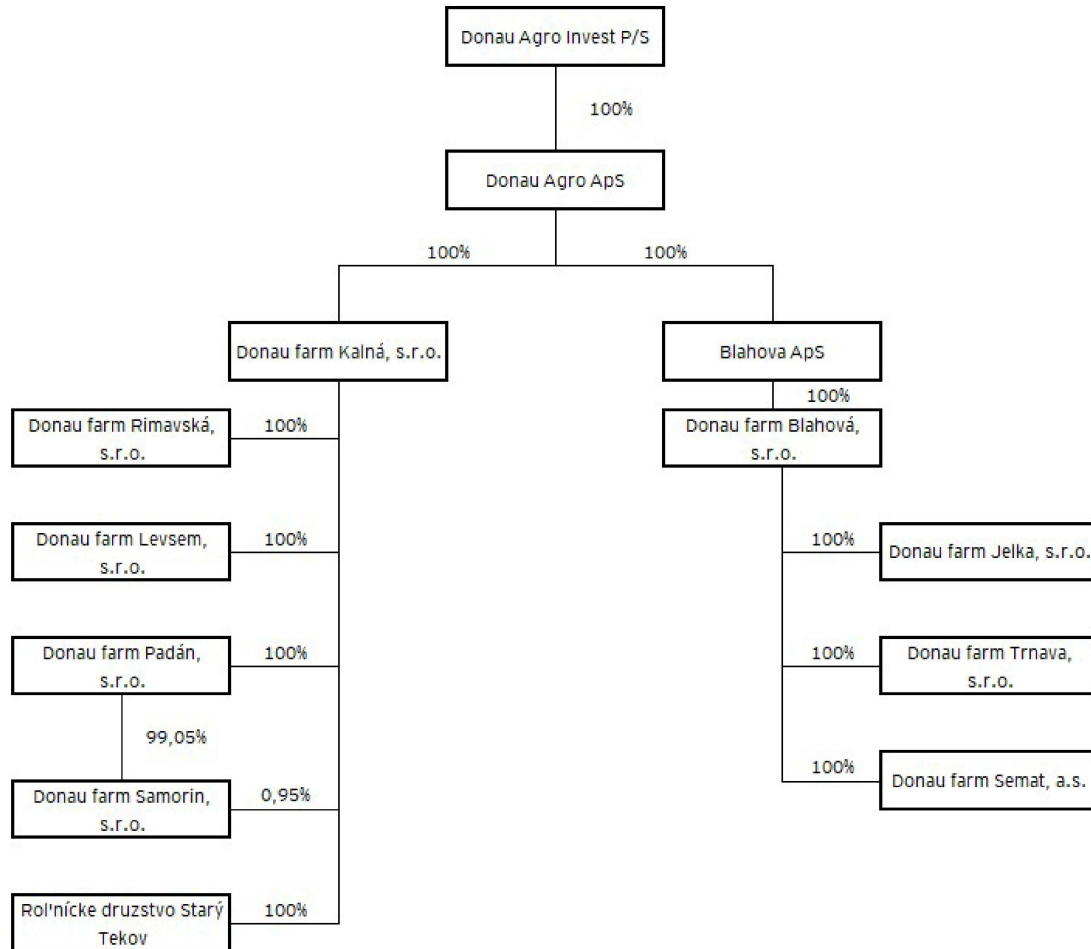 Donau Agro Invest P/S
100%
Donau Agro ApS
100%
100%
Donau farm Kalná, s.r.o.
Blahova ApS
100%
Donau farm Rimavská,
s.r.o.
100%
Donau farm Blahová,
s.r.o.
Donau farm Levsem,
s.r.o.
100%
100%
Donau farm Jelka, s.r.o.
Donau farm Padán,
s.r.o.
100%
100%
Donau farm Trnava,
s.r.o.
99,05%
Donau farm Samorin,
s.r.o.
0,95%
100%
Donau farm Semat, a.s.
Rol'nícke druzstvo Starý
Tekov
100%